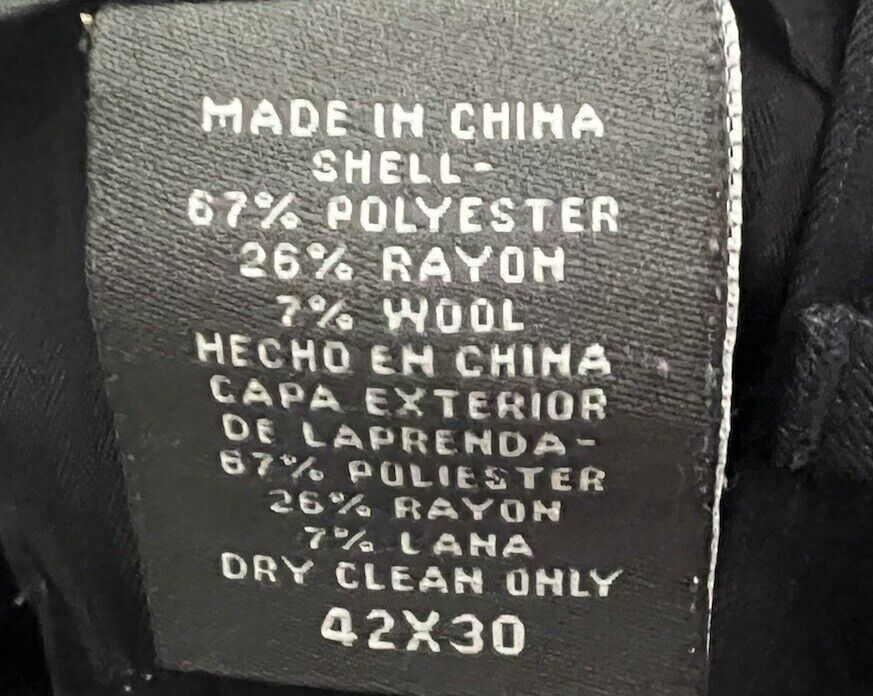 MADE IN CHINA
SHELL-
67% POLYESTER
26% RAYON
7% WOOL
HECHO EN CHINA
CAPA EXTERIOR
DE LAPRENDA-
67% POLIESTER
26% RAYON
7% LANA
DRY CLEAN ONLY
42X30